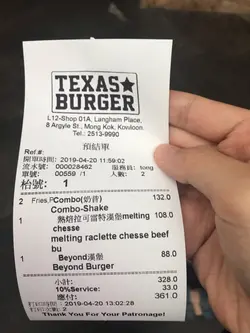 TEXAS★
BURGER
L12-Shop 01A, Langham Place,
8 Argyle St., Mong Kok, Kowloon.
Tel.: 2513-9990
預結單
Ref.#:
開單時間: 2019-04-20 11:59:02
流水號: 000028462 服務員: tong
單號: 00559 /1 人數: 2
枱號: 1
2 Fries,PCombo(奶昔) 132.0
Combo-Shake
1 熱熔拉可雷特漢堡melting 108.0
chesse
melting raclette chesse beef
bu
1 Beyond漢堡 88.0
Beyond Burger
小計: 328.0
10%Service: 33.0
應付: 361.0
打印時間:2019-04-20 13:02:28
Thank You For Your Patronage!